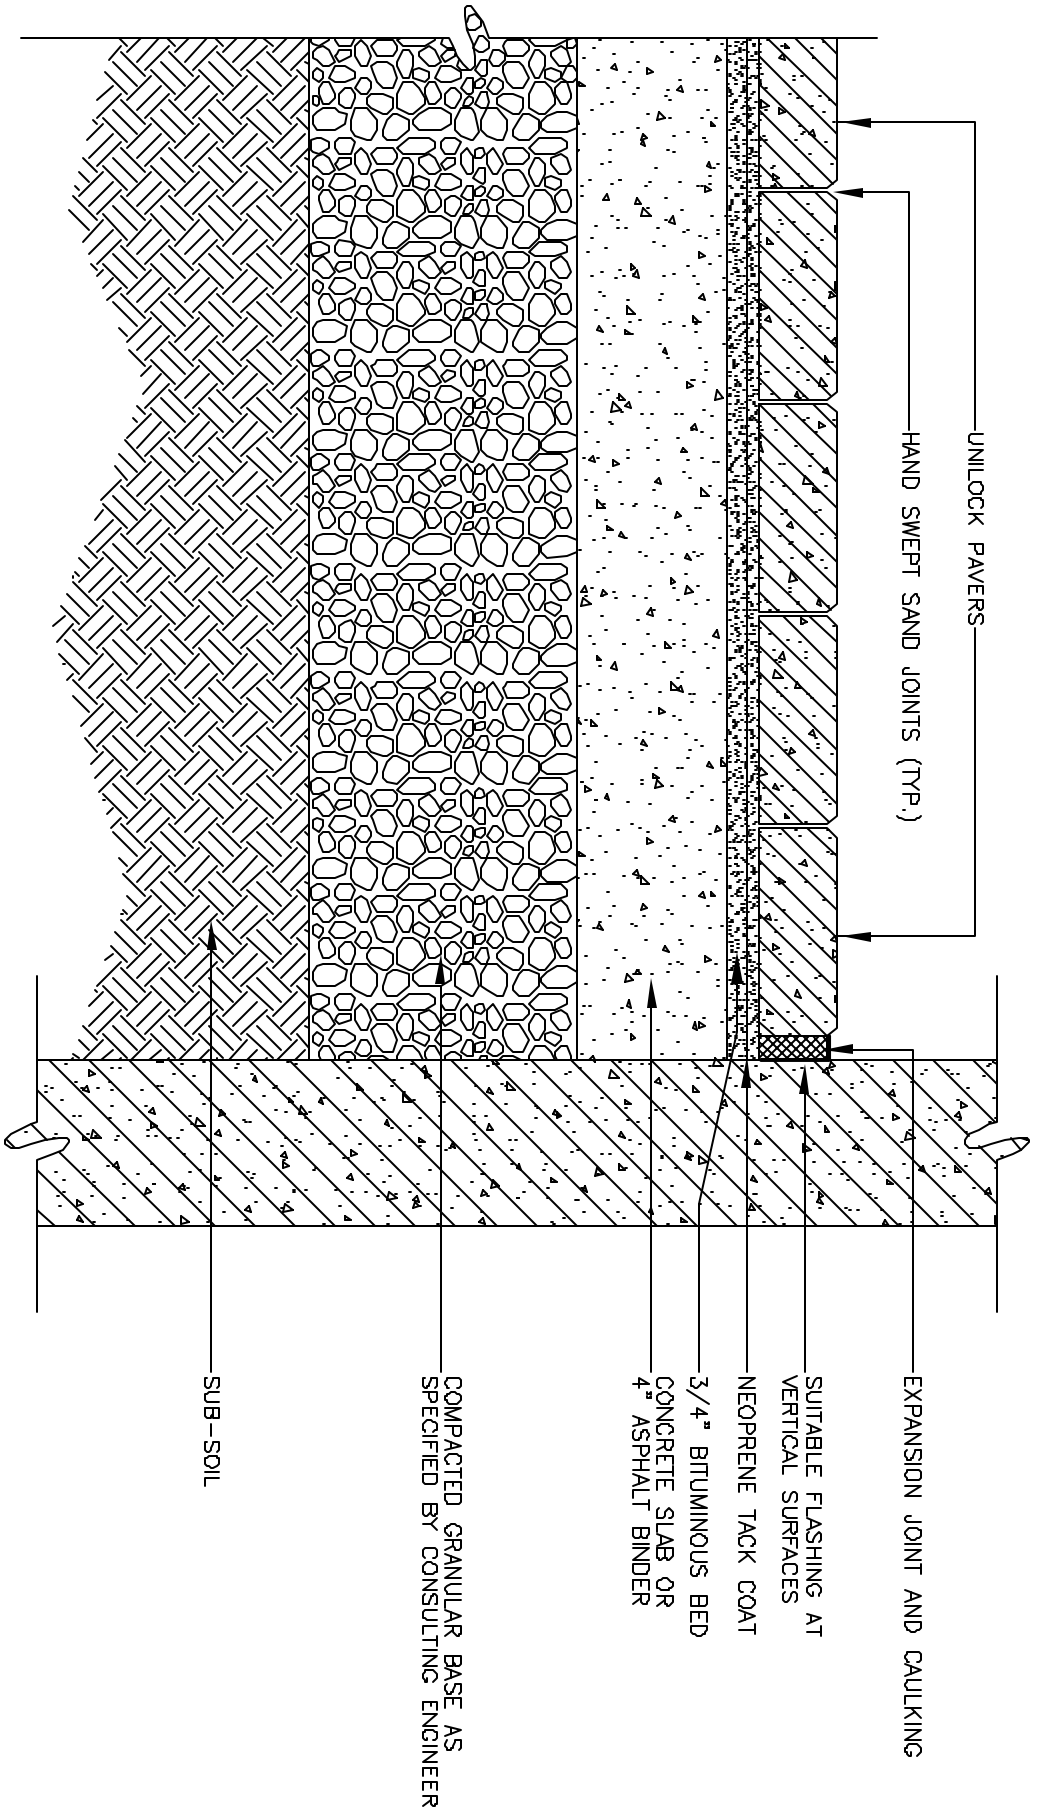 UNILOCK PAVERS
HAND SWEPT SAND JOINTS (TYP.)
EXPANSION JOINT AND CAULKING
SUITABLE FLASHING AT
VERTICAL SURFACES
NEOPRENE TACK COAT
3/4" BITUMINOUS BED
CONCRETE SLAB OR
4" ASPHALT BINDER
COMPACTED GRANULAR BASE AS
SPECIFIED BY CONSULTING ENGINEER
SUB-SOIL